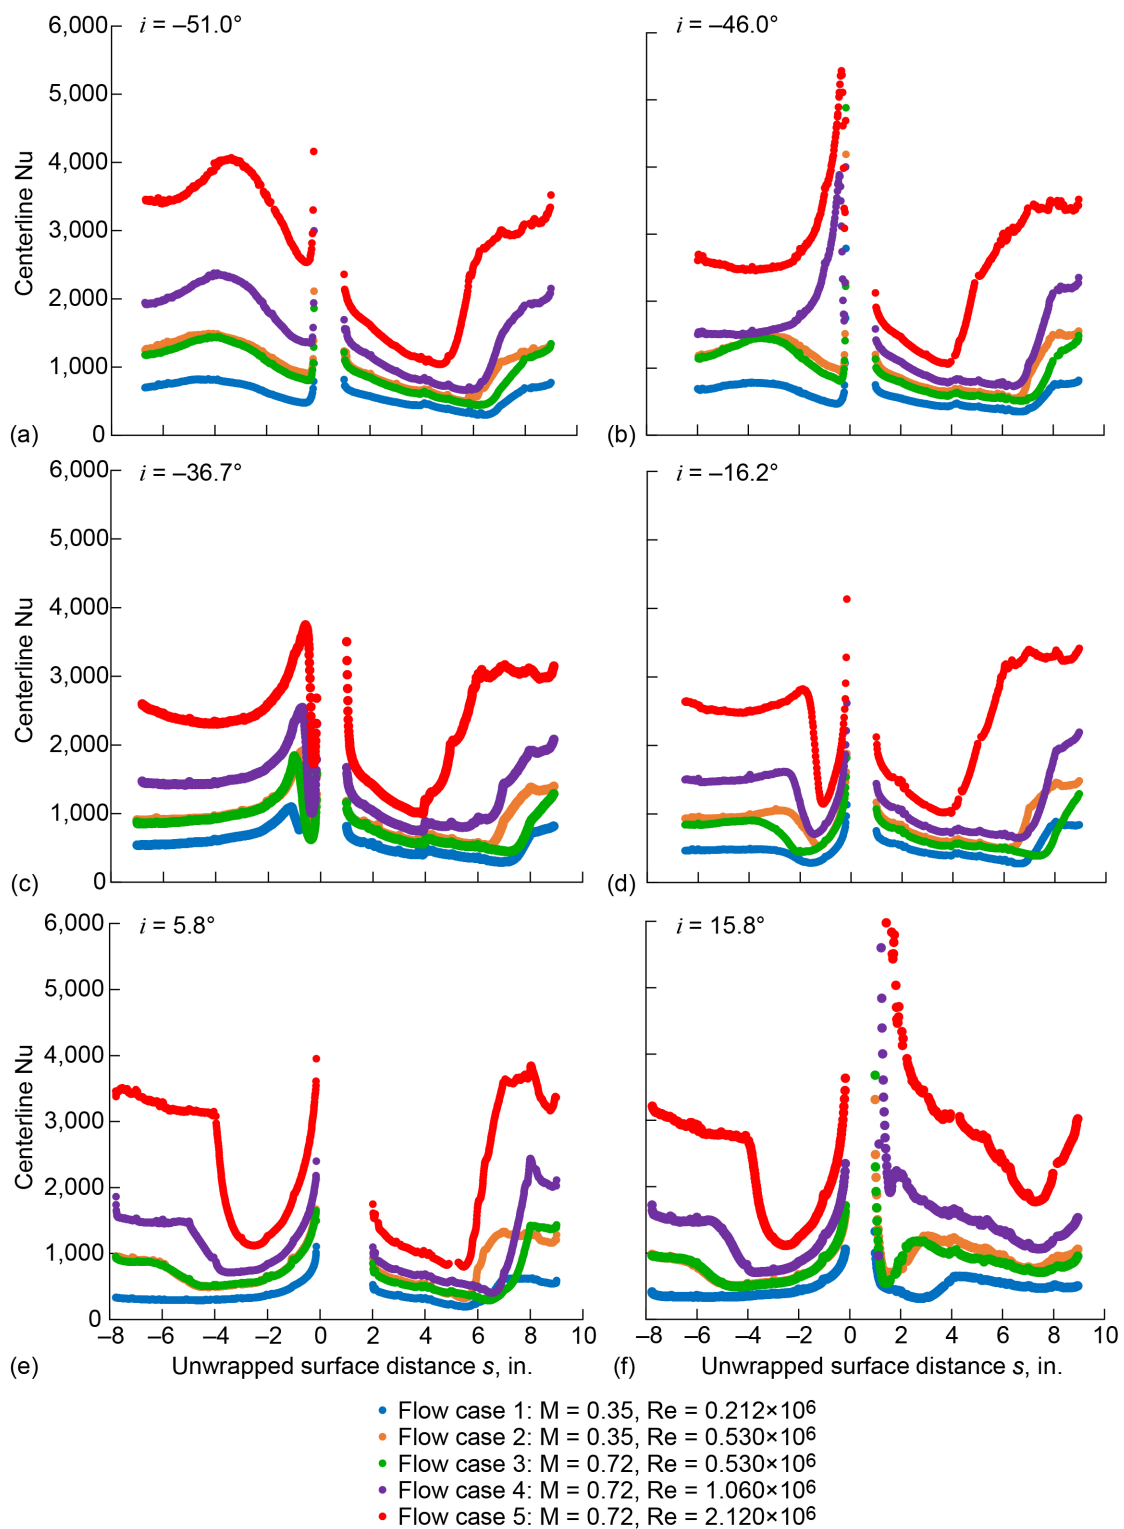 i = –51.0°
i = –46.0°
6,000
5,000
4,000
3,000
2,000
1,000
0
Centerline Nu
(a)
(b)
i = –36.7°
i = –16.2°
6,000
5,000
4,000
3,000
2,000
1,000
0
Centerline Nu
(c)
(d)
i = 5.8°
i = 15.8°
6,000
5,000
4,000
3,000
2,000
1,000
0
Centerline Nu
–8 –6 –4 –2 0 2 4 6 8 10
–8 –6 –4 –2 0 2 4 6 8 10
(e)
Unwrapped surface distance s, in.
(f)
Unwrapped surface distance s, in.
Flow case 1: M = 0.35, Re = 0.212×10⁶
Flow case 2: M = 0.35, Re = 0.530×10⁶
Flow case 3: M = 0.72, Re = 0.530×10⁶
Flow case 4: M = 0.72, Re = 1.060×10⁶
Flow case 5: M = 0.72, Re = 2.120×10⁶